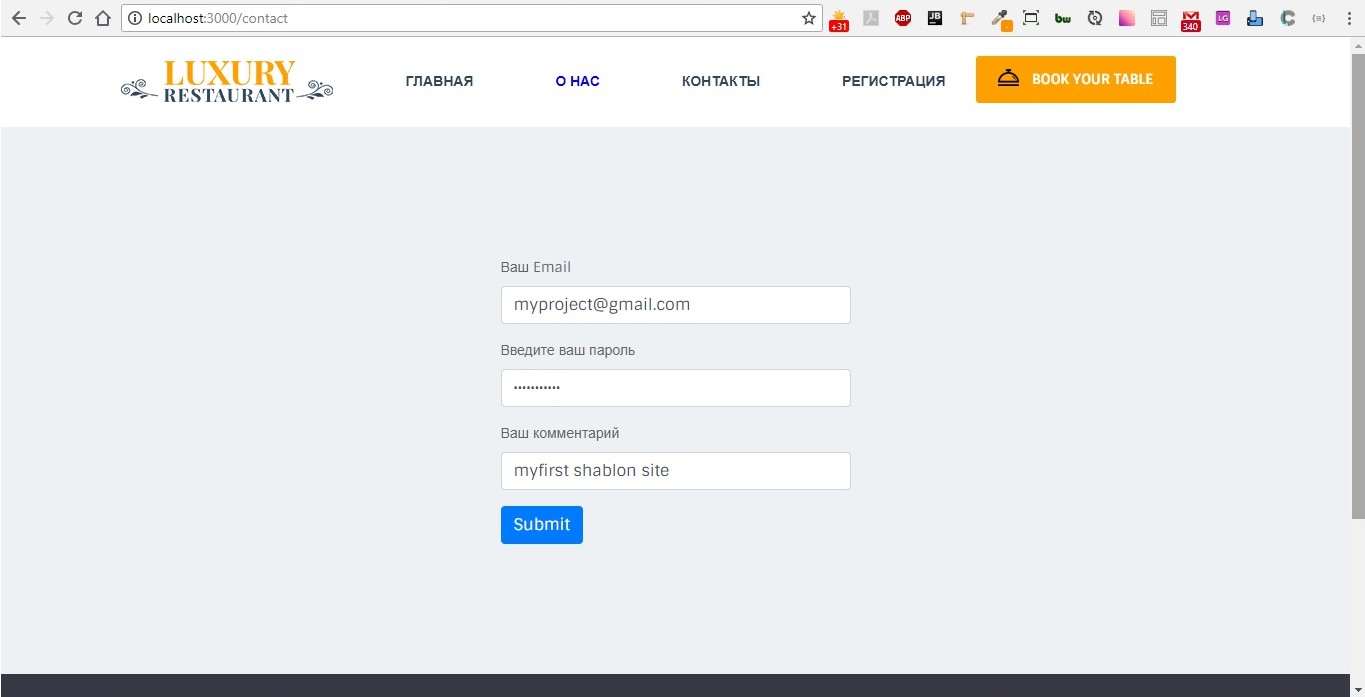 localhost:3000/contact
+31
ABP
JB
bw
340
LG
LUXURY
RESTAURANT
ГЛАВНАЯ
О НАС
КОНТАКТЫ
РЕГИСТРАЦИЯ
BOOK YOUR TABLE
Ваш Email
myproject@gmail.com
Введите ваш пароль
•••••••••••
Ваш комментарий
myfirst shablon site
Submit